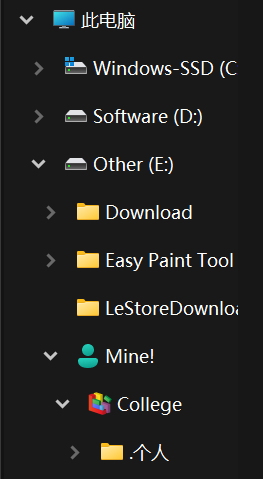 此电脑
Windows-SSD (C
Software (D:)
Other (E:)
Download
Easy Paint Tool
LeStoreDownloa
Mine!
College
.个人